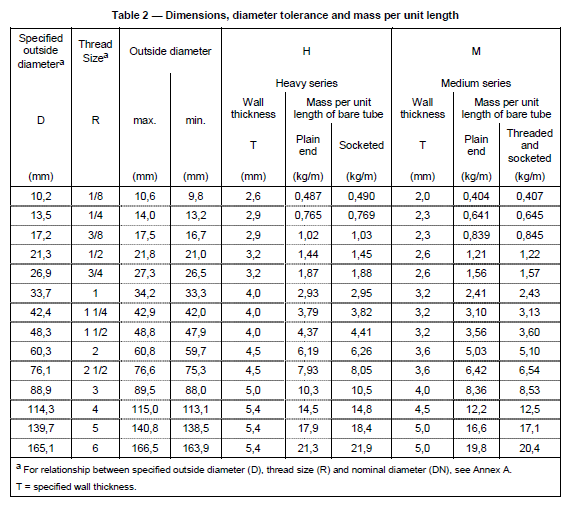 Table 2 — Dimensions, diameter tolerance and mass per unit length
Specified outside diameterᵃ Thread Sizeᵃ Outside diameter H M
Heavy series Medium series
Wall thickness Mass per unit length of bare tube Wall thickness Mass per unit length of bare tube
D R max. min. T Plain end Socketed T Plain end Threaded and socketed
(mm) (mm) (mm) (mm) (kg/m) (kg/m) (mm) (kg/m) (kg/m)
10,2 1/8 10,6 9,8 2,6 0,487 0,490 2,0 0,404 0,407
13,5 1/4 14,0 13,2 2,9 0,765 0,769 2,3 0,641 0,645
17,2 3/8 17,5 16,7 2,9 1,02 1,03 2,3 0,839 0,845
21,3 1/2 21,8 21,0 3,2 1,44 1,45 2,6 1,21 1,22
26,9 3/4 27,3 26,5 3,2 1,87 1,88 2,6 1,56 1,57
33,7 1 34,2 33,3 4,0 2,93 2,95 3,2 2,41 2,43
42,4 1 1/4 42,9 42,0 4,0 3,79 3,82 3,2 3,10 3,13
48,3 1 1/2 48,8 47,9 4,0 4,37 4,41 3,2 3,56 3,60
60,3 2 60,8 59,7 4,5 6,19 6,26 3,6 5,03 5,10
76,1 2 1/2 76,6 75,3 4,5 7,93 8,05 3,6 6,42 6,54
88,9 3 89,5 88,0 5,0 10,3 10,5 4,0 8,36 8,53
114,3 4 115,0 113,1 5,4 14,5 14,8 4,5 12,2 12,5
139,7 5 140,8 138,5 5,4 17,9 18,4 5,0 16,6 17,1
165,1 6 166,5 163,9 5,4 21,3 21,9 5,0 19,8 20,4
ᵃ For relationship between specified outside diameter (D), thread size (R) and nominal diameter (DN), see Annex A.
T = specified wall thickness.